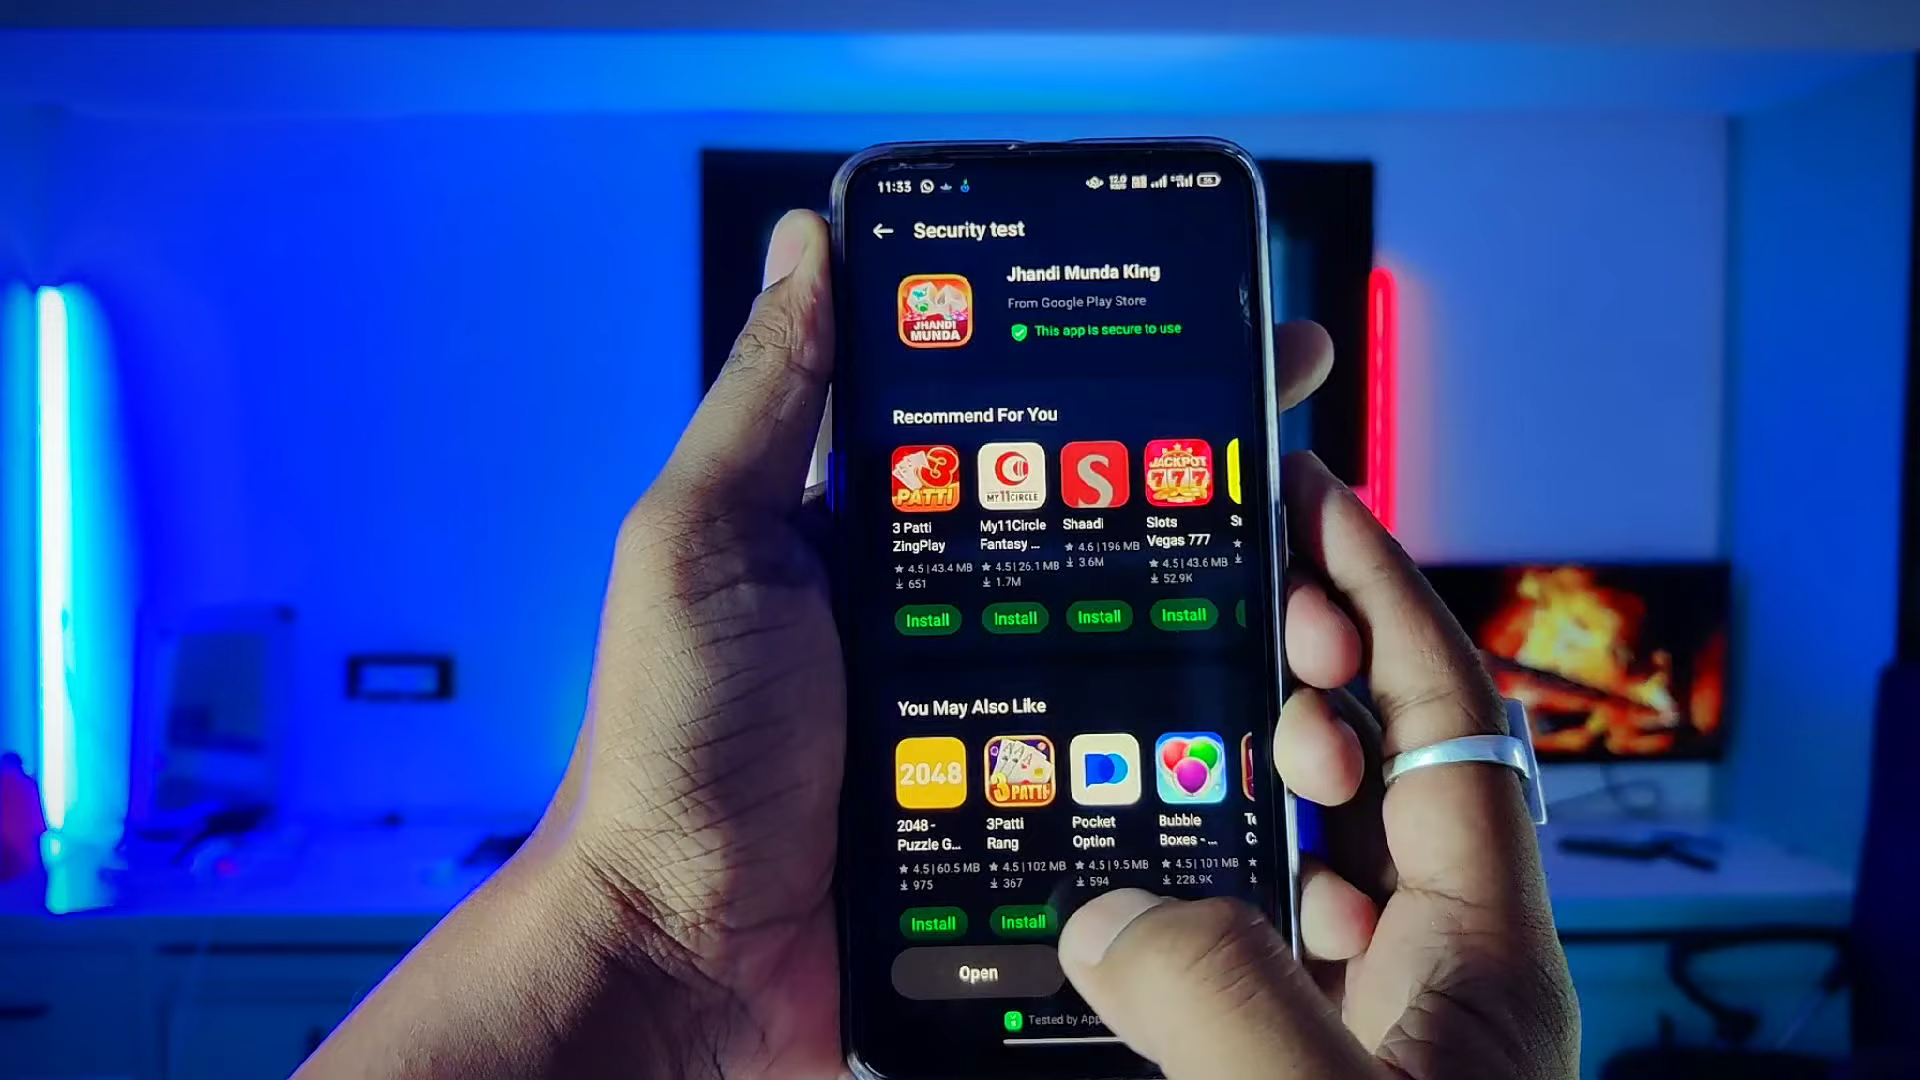 11:33
Security test
Jhandi Munda King
From Google Play Store
This app is secure to use
JHANDI
MUNDA
Recommend For You
3
PATTI
MY11CIRCLE
S
JACKPOT
777
3 Patti
ZingPlay
My11Circle
Fantasy ...
Shaadi
Slots
Vegas 777
4.5 | 43.4 MB
651
4.5 | 26.1 MB
1.7M
4.6 | 196 MB
3.6M
4.5 | 43.6 MB
52.9K
Install Install Install Install
You May Also Like
2048
3PATTI
2048 -
Puzzle G...
3Patti
Rang
Pocket
Option
Bubble
Boxes - ...
4.5 | 60.5 MB
975
4.5 | 102 MB
367
4.5 | 9.5 MB
594
4.5 | 101 MB
228.9K
Install Install
Open
Tested by App